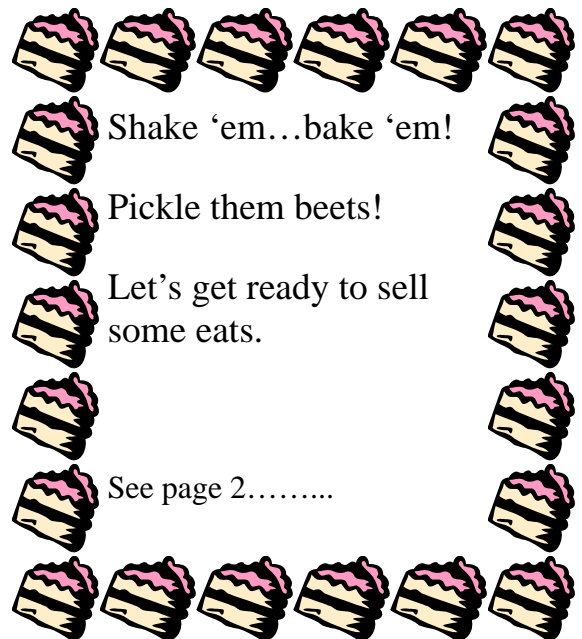 Shake ‘em…bake ‘em!
Pickle them beets!
Let’s get ready to sell
some eats.
See page 2……...